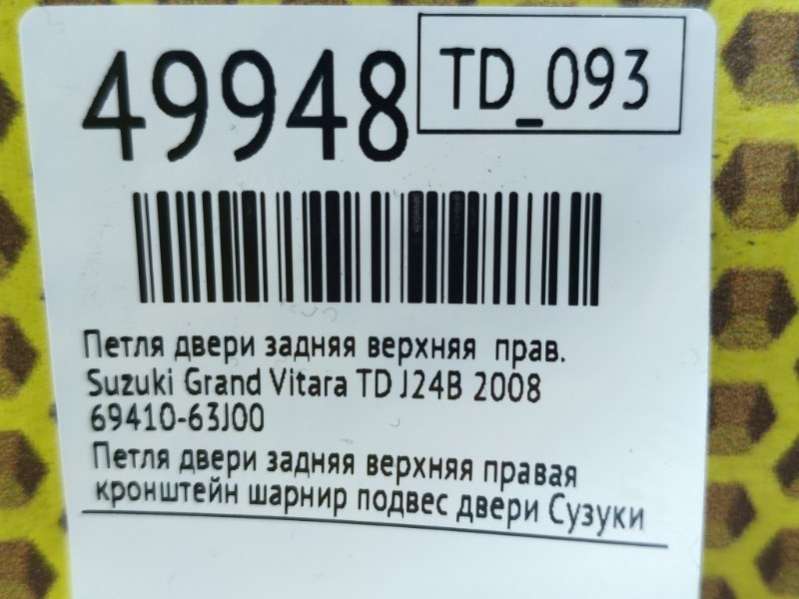 49948
TD_093
Петля двери задняя верхняя прав.
Suzuki Grand Vitara TD J24B 2008
69410-63J00
Петля двери задняя верхняя правая
кронштейн шарнир подвес двери Сузуки